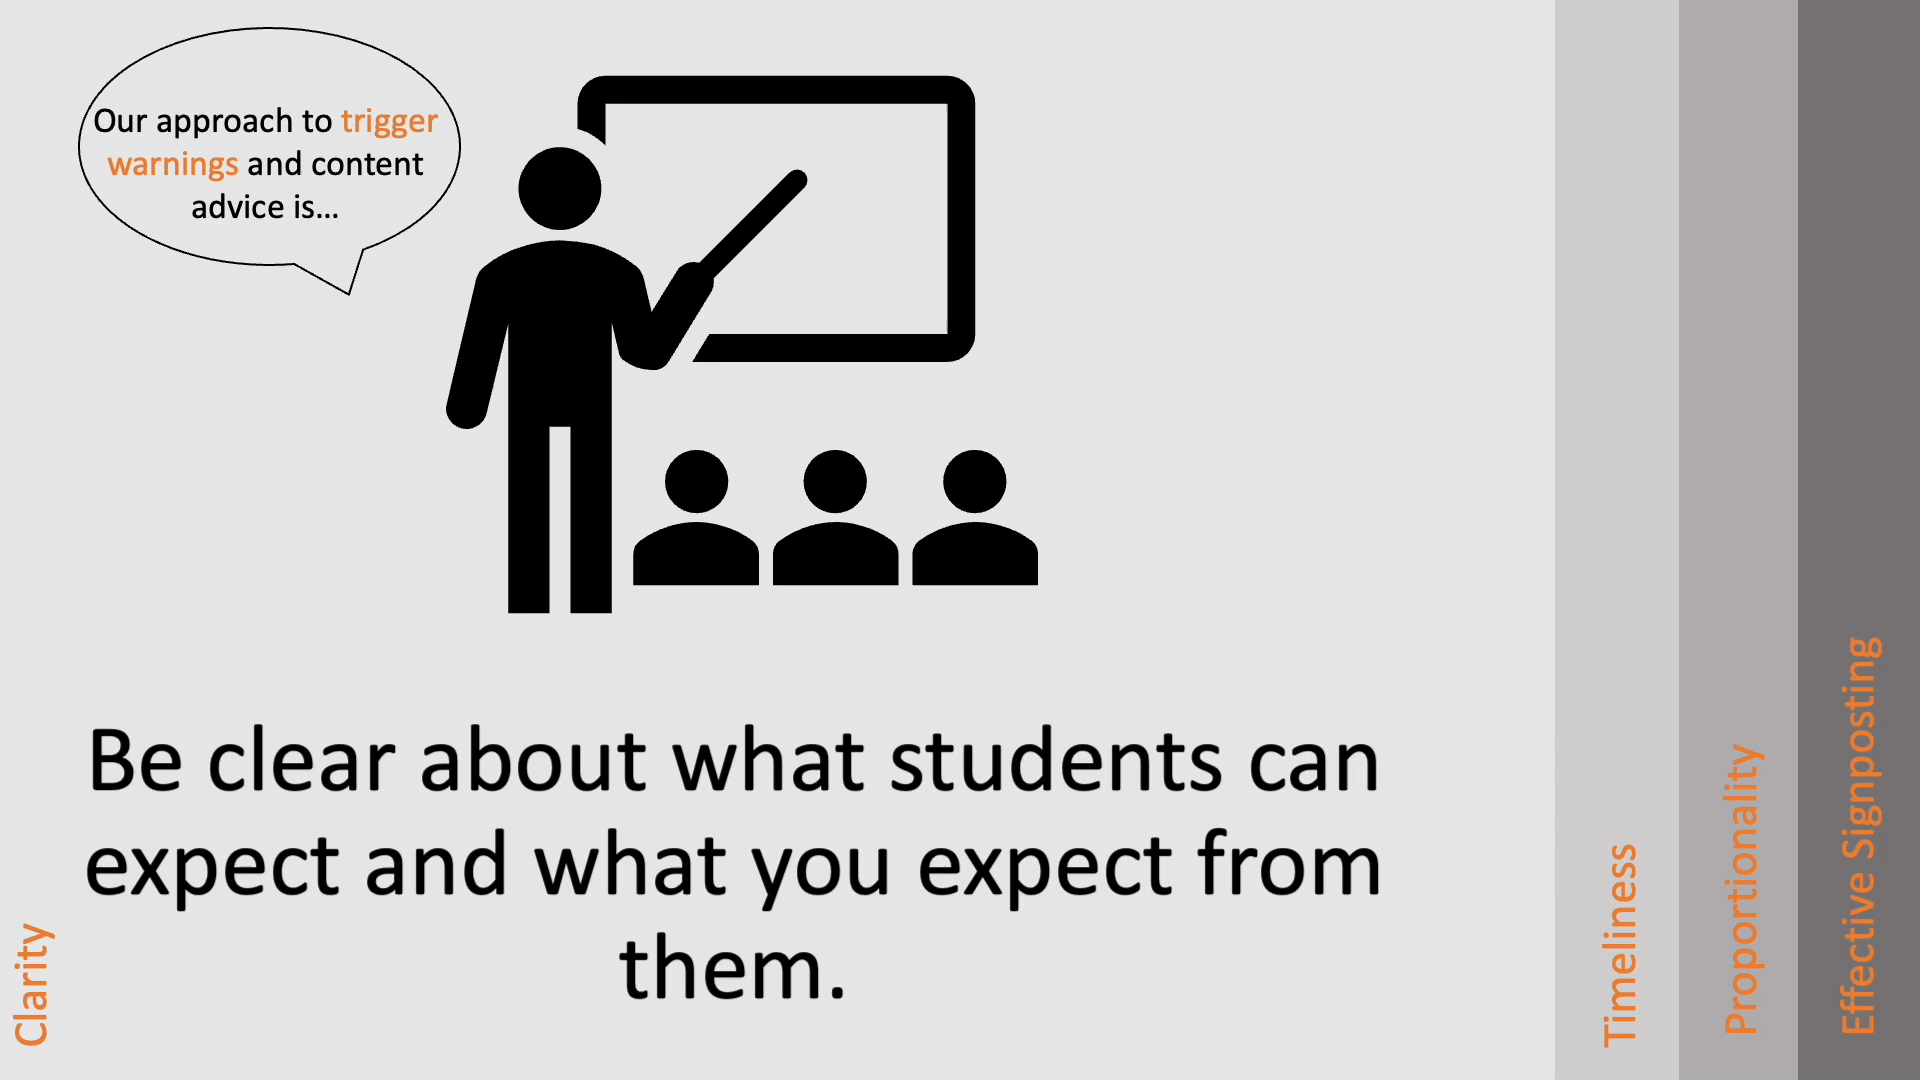 Our approach to trigger
warnings and content
advice is...
Be clear about what students can
expect and what you expect from
them.
Clarity
Timeliness
Proportionality
Effective Signposting